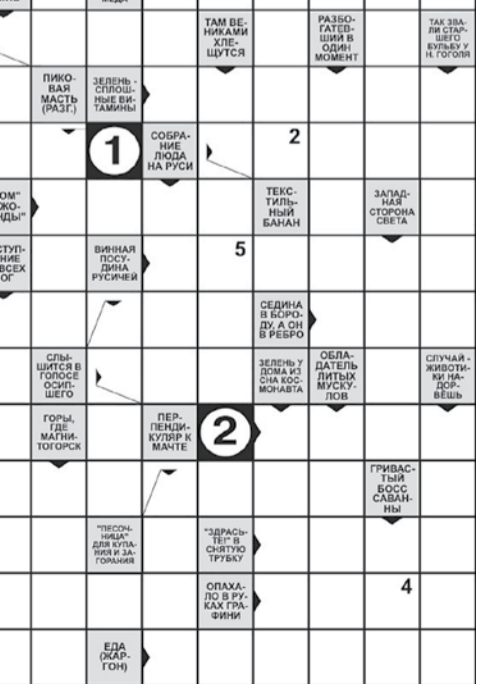 МЕДА
ТАМ ВЕ-
НИКАМИ
ХЛЕ-
ЩУТСЯ
РАЗБО-
ГАТЕВ-
ШИЙ В
ОДИН
МОМЕНТ
ТАК ЗВА-
ЛИ СТАР-
ШЕГО
БУЛЬБУ У
Н. ГОГОЛЯ
ПИКО-
ВАЯ
МАСТЬ
(РАЗГ.)
ЗЕЛЕНЬ -
СПЛОШ-
НЫЕ ВИ-
ТАМИНЫ
1
СОБРА-
НИЕ
ЛЮДА
НА РУСИ
2
ОМ"
ЖО-
НДЫ"
ТЕКС-
ТИЛЬ-
НЫЙ
БАНАН
ЗАПАД-
НАЯ
СТОРОНА
СВЕТА
СТУП-
НИЕ
ВСЕХ
ОГ
ВИННАЯ
ПОСУ-
ДИНА
РУСИЧЕЙ
5
СЕДИНА
В БОРО-
ДУ, А ОН
В РЕБРО
СЛЫ-
ШИТСЯ В
ГОЛОСЕ
ОСИП-
ШЕГО
ЗЕЛЕНЬ У
ДОМА ИЗ
СНА КОС-
МОНАВТА
ОБЛА-
ДАТЕЛЬ
ЛИТЫХ
МУСКУ-
ЛОВ
СЛУЧАЙ -
ЖИВОТИ-
КИ НА-
ДОР-
ВЁШЬ
ГОРЫ,
ГДЕ
МАГНИ-
ТОГОРСК
ПЕР-
ПЕНДИ-
КУЛЯР К
МАЧТЕ
2
ГРИВАС-
ТЫЙ
БОСС
САВАН-
НЫ
"ПЕСОЧ-
НИЦА"
ДЛЯ КУПА-
НИЯ И ЗА-
ГОРАНИЯ
"ЗДРАСЬ-
ТЕ!" В
СНЯТУЮ
ТРУБКУ
ОПАХА-
ЛО В РУ-
КАХ ГРА-
ФИНИ
4
ЕДА
(ЖАР-
ГОН)